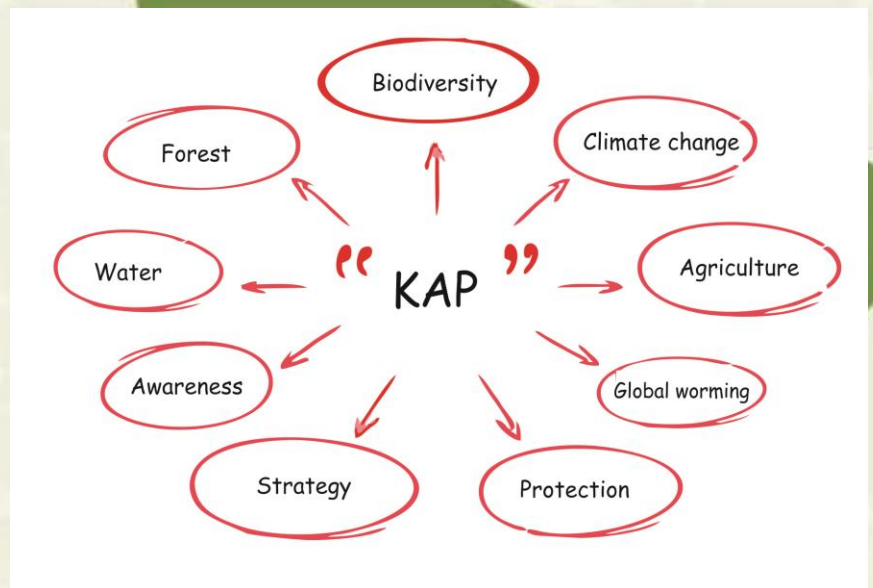 Biodiversity
Forest
Climate change
Water
“ KAP ”
Agriculture
Awareness
Global worming
Strategy
Protection